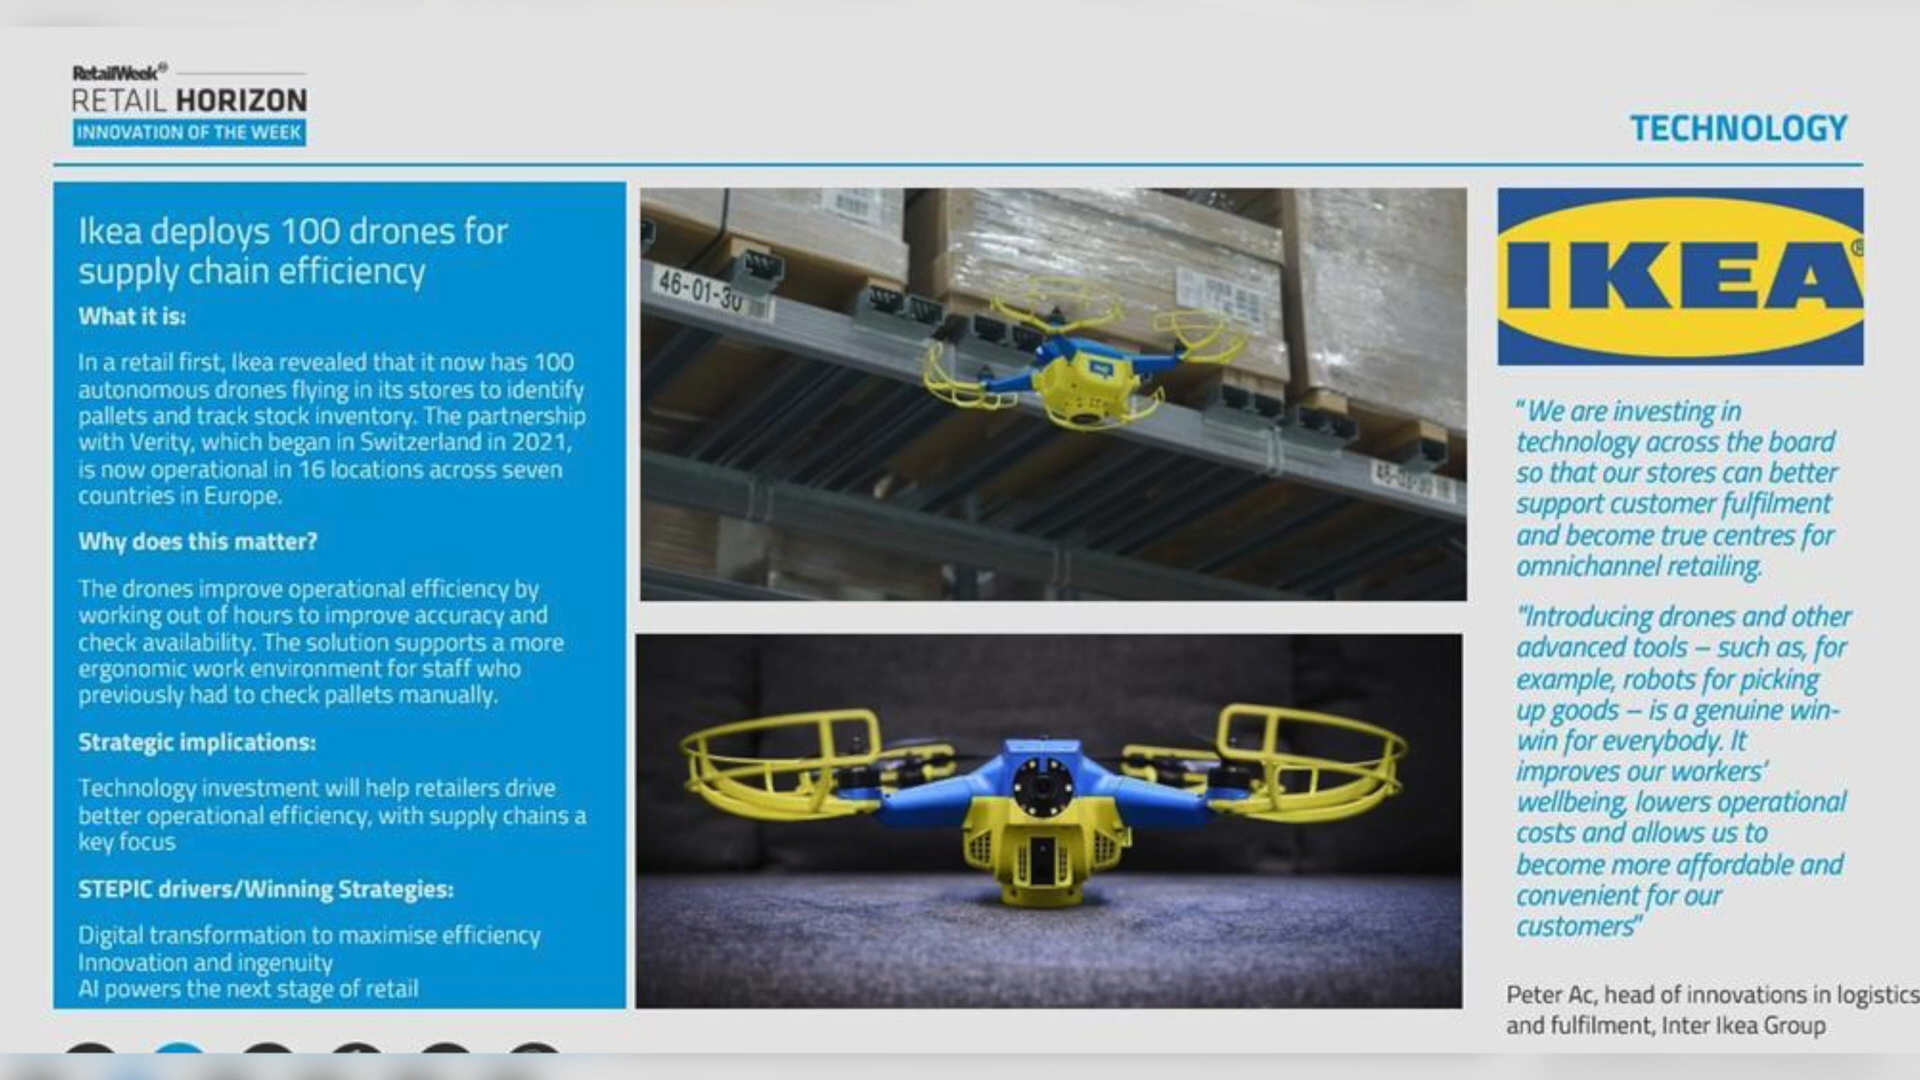 RetailWeek
RETAIL HORIZON
INNOVATION OF THE WEEK
TECHNOLOGY
Ikea deploys 100 drones for
supply chain efficiency
What it is:
In a retail first, Ikea revealed that it now has 100
autonomous drones flying in its stores to identify
pallets and track stock inventory. The partnership
with Verity, which began in Switzerland in 2021,
is now operational in 16 locations across seven
countries in Europe.
Why does this matter?
The drones improve operational efficiency by
working out of hours to improve accuracy and
check availability. The solution supports a more
ergonomic work environment for staff who
previously had to check pallets manually.
Strategic implications:
Technology investment will help retailers drive
better operational efficiency, with supply chains a
key focus
STEPIC drivers/Winning Strategies:
Digital transformation to maximise efficiency
Innovation and ingenuity
AI powers the next stage of retail
46-01-30
IKEA®
"We are investing in
technology across the board
so that our stores can better
support customer fulfilment
and become true centres for
omnichannel retailing.
"Introducing drones and other
advanced tools – such as, for
example, robots for picking
up goods – is a genuine win-
win for everybody. It
improves our workers'
wellbeing, lowers operational
costs and allows us to
become more affordable and
convenient for our
customers"
Peter Ac, head of innovations in logistics
and fulfilment, Inter Ikea Group